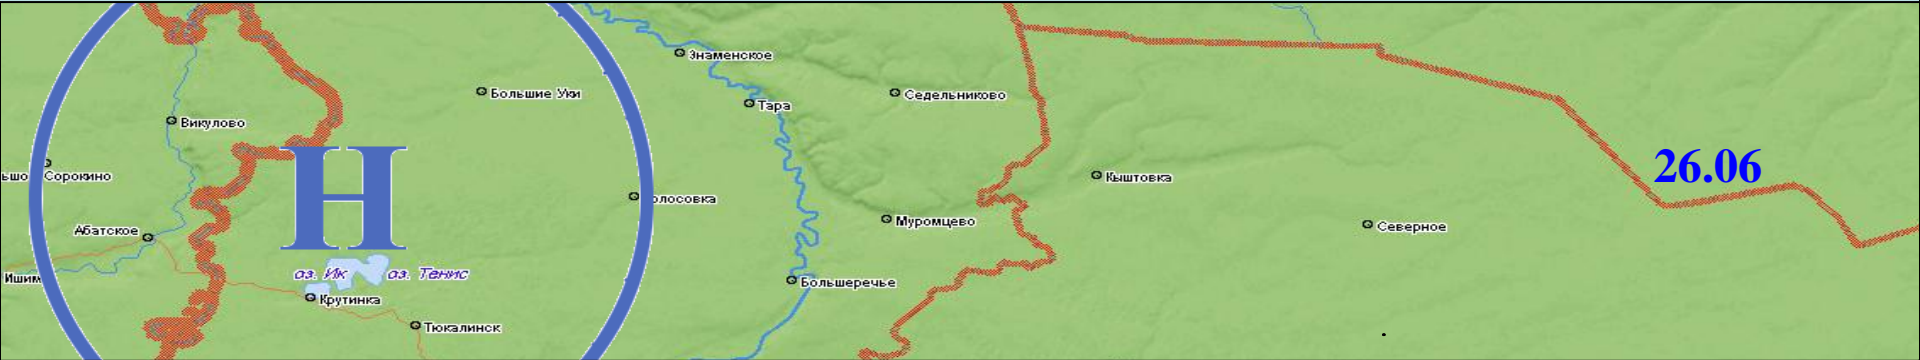 Знаменское
Большие Уки
Седельниково
Тара
Викулово
Н
26.06
Сорокино
Кыштовка
олосовка
Муромцево
Северное
Абатское
оз. Ик
оз. Тенис
Ишим
Большеречье
Крутинка
Тюкалинск